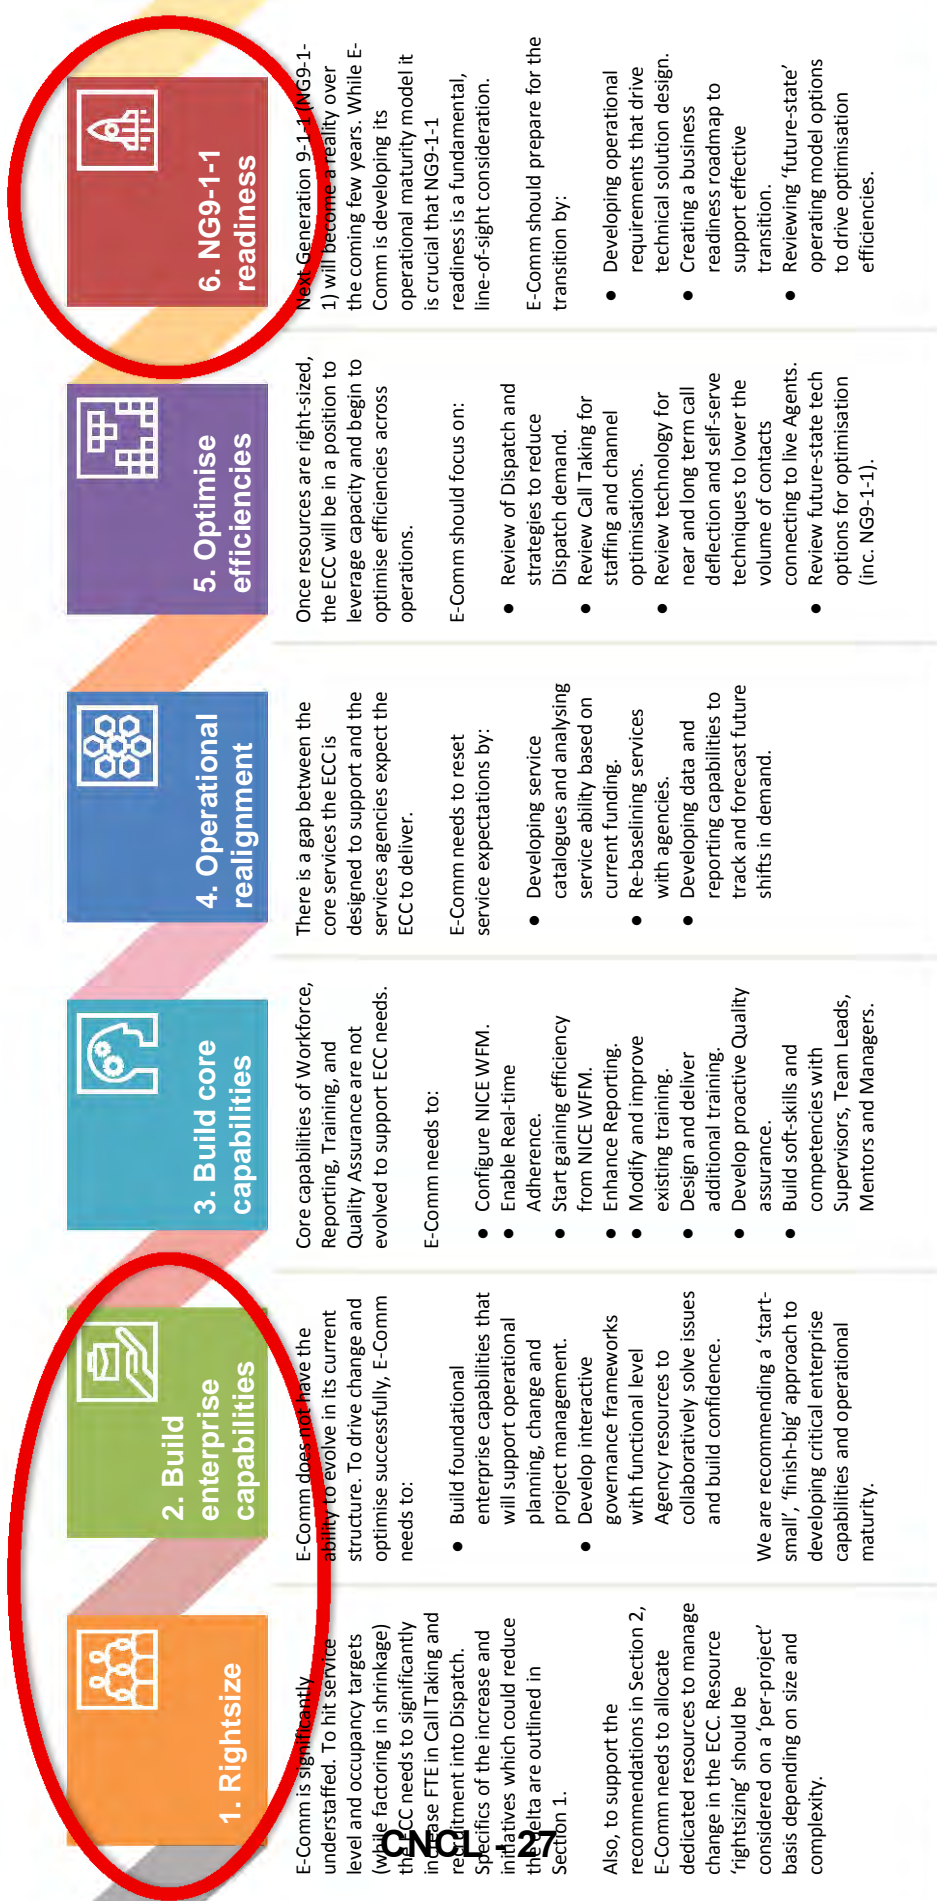 1. Rightsize
E-Comm is significantly
understaffed. To hit service
level and occupancy targets
(while factoring in shrinkage)
the ECC needs to significantly
increase FTE in Call Taking and
recruitment into Dispatch.
Specifics of the increase and
initiatives which could reduce
the delta are outlined in
Section 1.
Also, to support the
recommendations in Section 2,
E-Comm needs to allocate
dedicated resources to manage
change in the ECC. Resource
'rightsizing' should be
considered on a 'per-project'
basis depending on size and
complexity.
2. Build
enterprise
capabilities
E-Comm does not have the
ability to evolve in its current
structure. To drive change and
optimise successfully, E-Comm
needs to:
● Build foundational
enterprise capabilities that
will support operational
planning, change and
project management.
● Develop interactive
governance frameworks
with functional level
Agency resources to
collaboratively solve issues
and build confidence.
We are recommending a 'start-
small', 'finish-big' approach to
developing critical enterprise
capabilities and operational
maturity.
3. Build core
capabilities
Core capabilities of Workforce,
Reporting, Training, and
Quality Assurance are not
evolved to support ECC needs.
E-Comm needs to:
● Configure NICE WFM.
● Enable Real-time
Adherence.
● Start gaining efficiency
from NICE WFM.
● Enhance Reporting.
● Modify and improve
existing training.
● Design and deliver
additional training.
● Develop proactive Quality
assurance.
● Build soft-skills and
competencies with
Supervisors, Team Leads,
Mentors and Managers.
4. Operational
realignment
There is a gap between the
core services the ECC is
designed to support and the
services agencies expect the
ECC to deliver.
E-Comm needs to reset
service expectations by:
● Developing service
catalogues and analysing
service ability based on
current funding.
● Re-baselining services
with agencies.
● Developing data and
reporting capabilities to
track and forecast future
shifts in demand.
5. Optimise
efficiencies
Once resources are right-sized,
the ECC will be in a position to
leverage capacity and begin to
optimise efficiencies across
operations.
E-Comm should focus on:
● Review of Dispatch and
strategies to reduce
Dispatch demand.
● Review Call Taking for
staffing and channel
optimisations.
● Review technology for
near and long term call
deflection and self-serve
techniques to lower the
volume of contacts
connecting to live Agents.
● Review future-state tech
options for optimisation
(inc. NG9-1-1).
6. NG9-1-1
readiness
Next Generation 9-1-1 (NG9-1-
1) will become a reality over
the coming few years. While E-
Comm is developing its
operational maturity model it
is crucial that NG9-1-1
readiness is a fundamental,
line-of-sight consideration.
E-Comm should prepare for the
transition by:
● Developing operational
requirements that drive
technical solution design.
● Creating a business
readiness roadmap to
support effective
transition.
● Reviewing 'future-state'
operating model options
to drive optimisation
efficiencies.
CNCL - 27